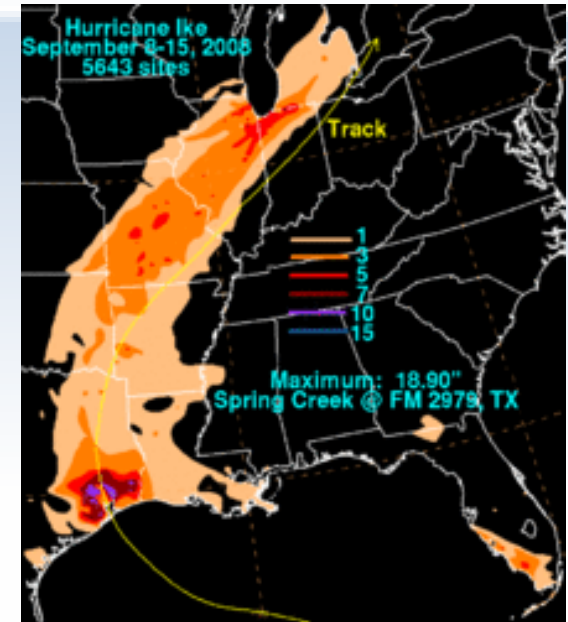 Hurricane Ike
September 8-15, 2008
5643 sites
Track
1
3
5
7
10
15
Maximum: 18.90"
Spring Creek @ FM 2979, TX